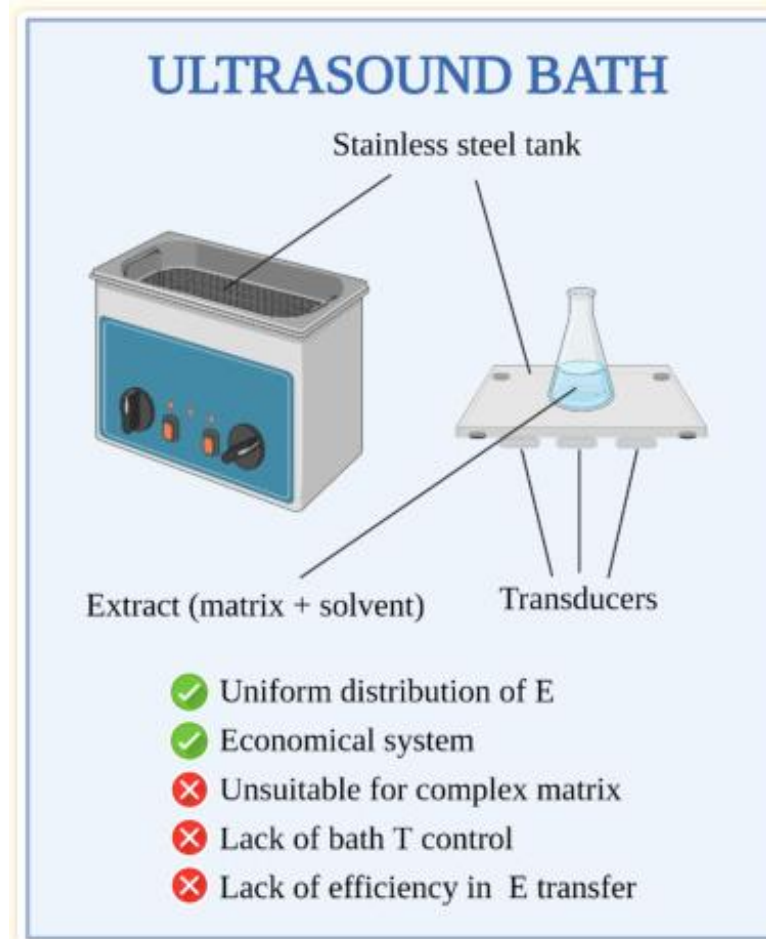 ULTRASOUND BATH
Stainless steel tank
Extract (matrix + solvent)
Transducers
Uniform distribution of E
Economical system
Unsuitable for complex matrix
Lack of bath T control
Lack of efficiency in E transfer